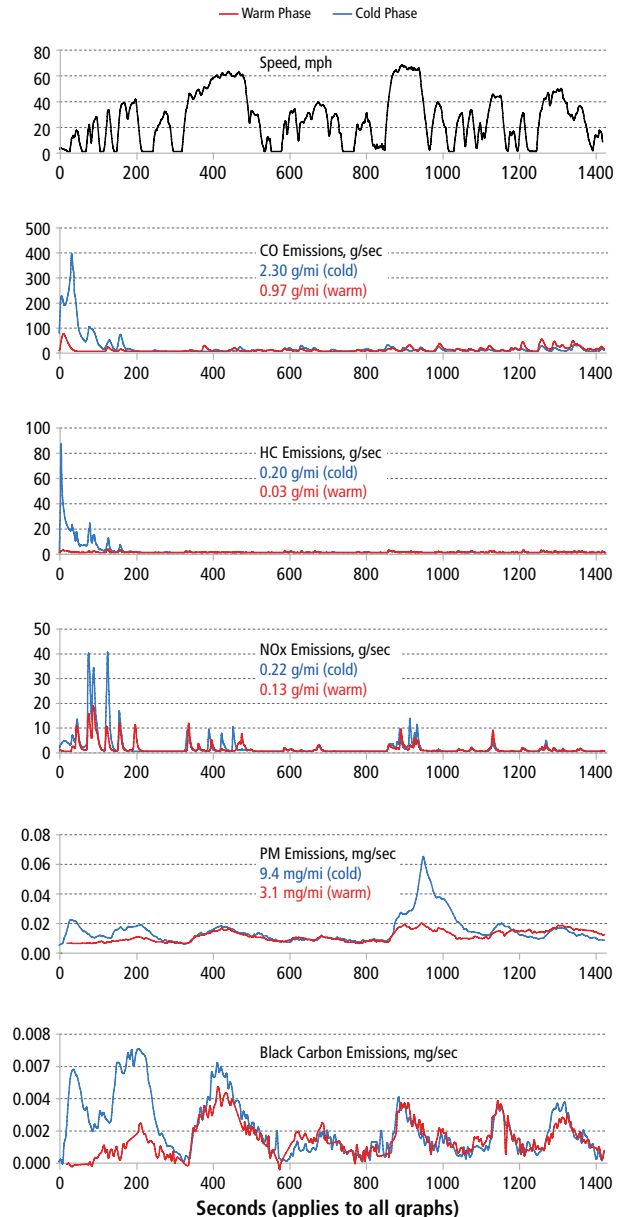 Warm Phase Cold Phase
Speed, mph
80
60
40
20
0
0 200 400 600 800 1000 1200 1400
CO Emissions, g/sec
2.30 g/mi (cold)
0.97 g/mi (warm)
500
400
300
200
100
0
0 200 400 600 800 1000 1200 1400
HC Emissions, g/sec
0.20 g/mi (cold)
0.03 g/mi (warm)
100
80
60
40
20
0
0 200 400 600 800 1000 1200 1400
NOx Emissions, g/sec
0.22 g/mi (cold)
0.13 g/mi (warm)
50
40
30
20
10
0
0 200 400 600 800 1000 1200 1400
PM Emissions, mg/sec
9.4 mg/mi (cold)
3.1 mg/mi (warm)
0.08
0.06
0.04
0.02
0.00
0 200 400 600 800 1000 1200 1400
Black Carbon Emissions, mg/sec
0.008
0.007
0.004
0.002
0.000
0 200 400 600 800 1000 1200 1400
Seconds (applies to all graphs)